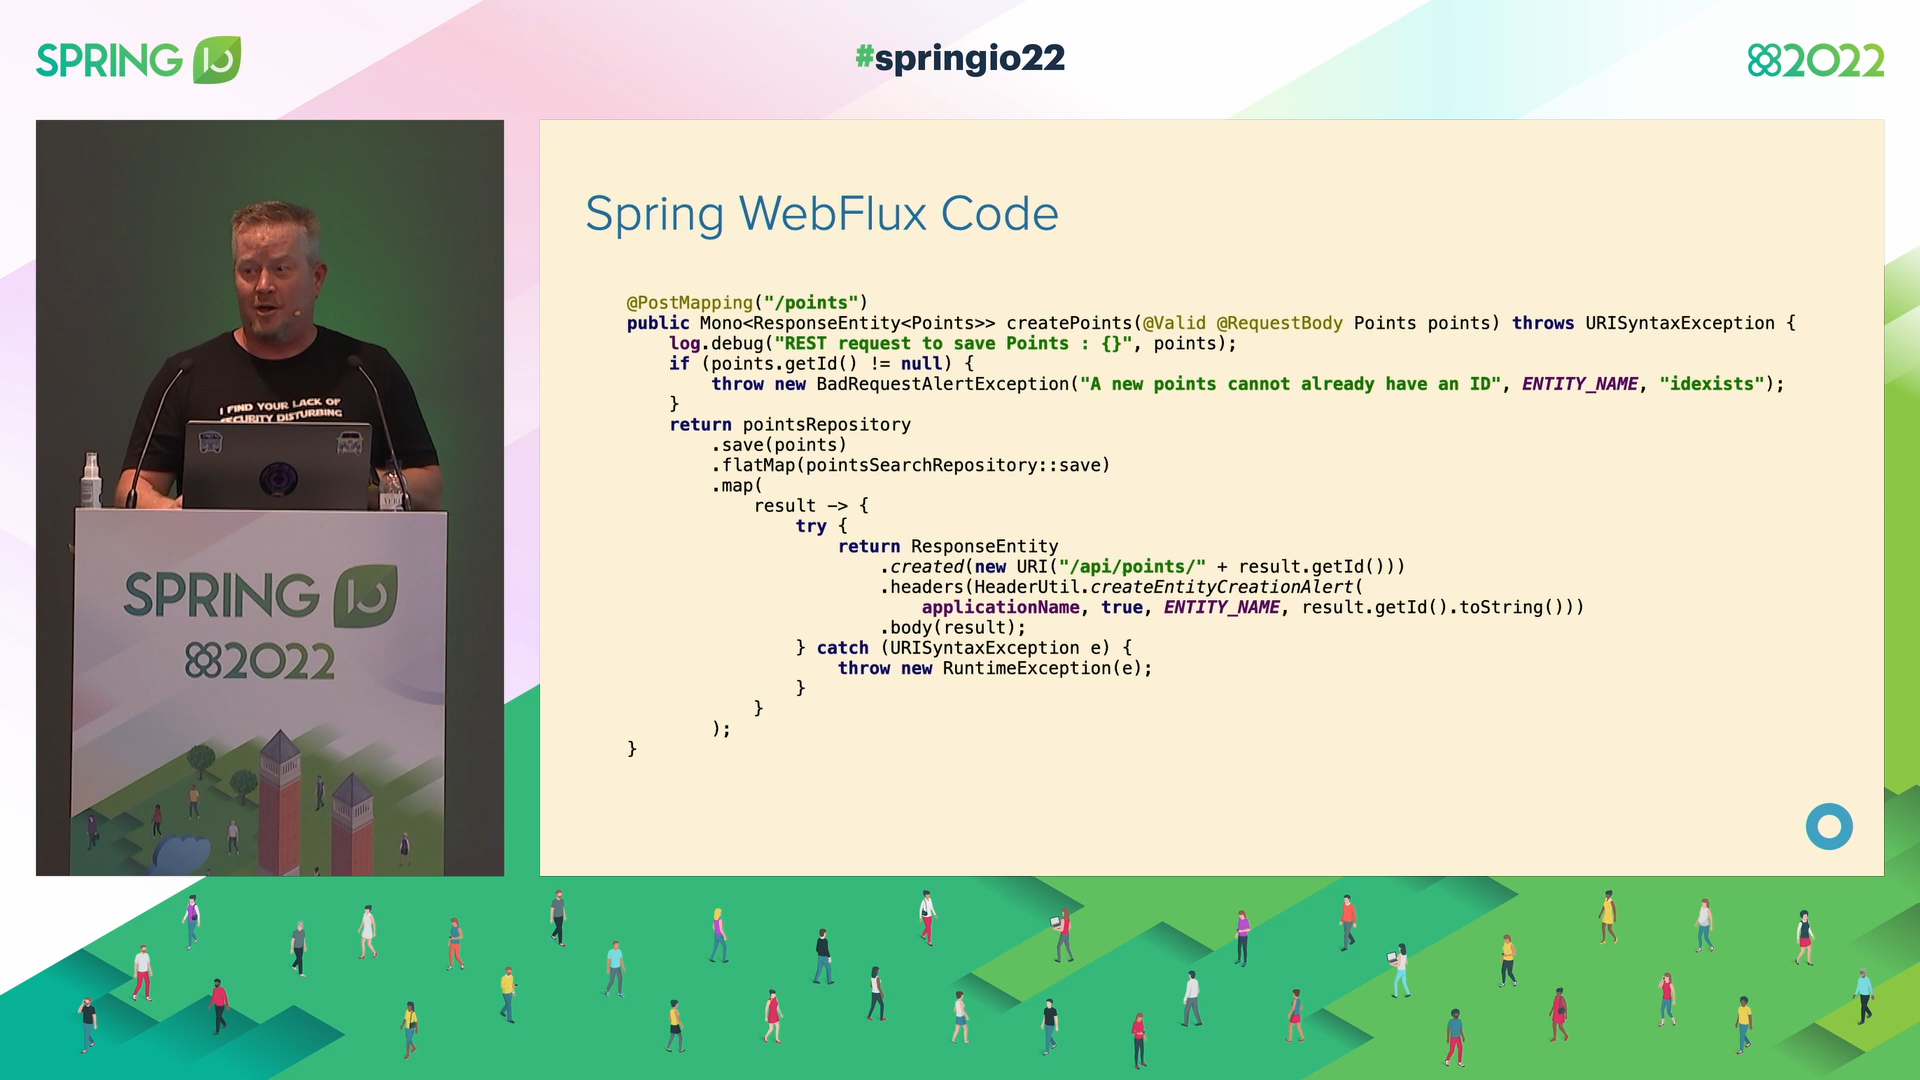 SPRING IO
#springio22
2022
I FIND YOUR LACK OF
SECURITY DISTURBING
SPRING IO
2022
Spring WebFlux Code
@PostMapping("/points")
public Mono<ResponseEntity<Points>> createPoints(@Valid @RequestBody Points points) throws URISyntaxException {
    log.debug("REST request to save Points : {}", points);
    if (points.getId() != null) {
        throw new BadRequestAlertException("A new points cannot already have an ID", ENTITY_NAME, "idexists");
    }
    return pointsRepository
        .save(points)
        .flatMap(pointsSearchRepository::save)
        .map(
            result -> {
                try {
                    return ResponseEntity
                        .created(new URI("/api/points/" + result.getId()))
                        .headers(HeaderUtil.createEntityCreationAlert(
                            applicationName, true, ENTITY_NAME, result.getId().toString()))
                        .body(result);
                } catch (URISyntaxException e) {
                    throw new RuntimeException(e);
                }
            }
        );
}